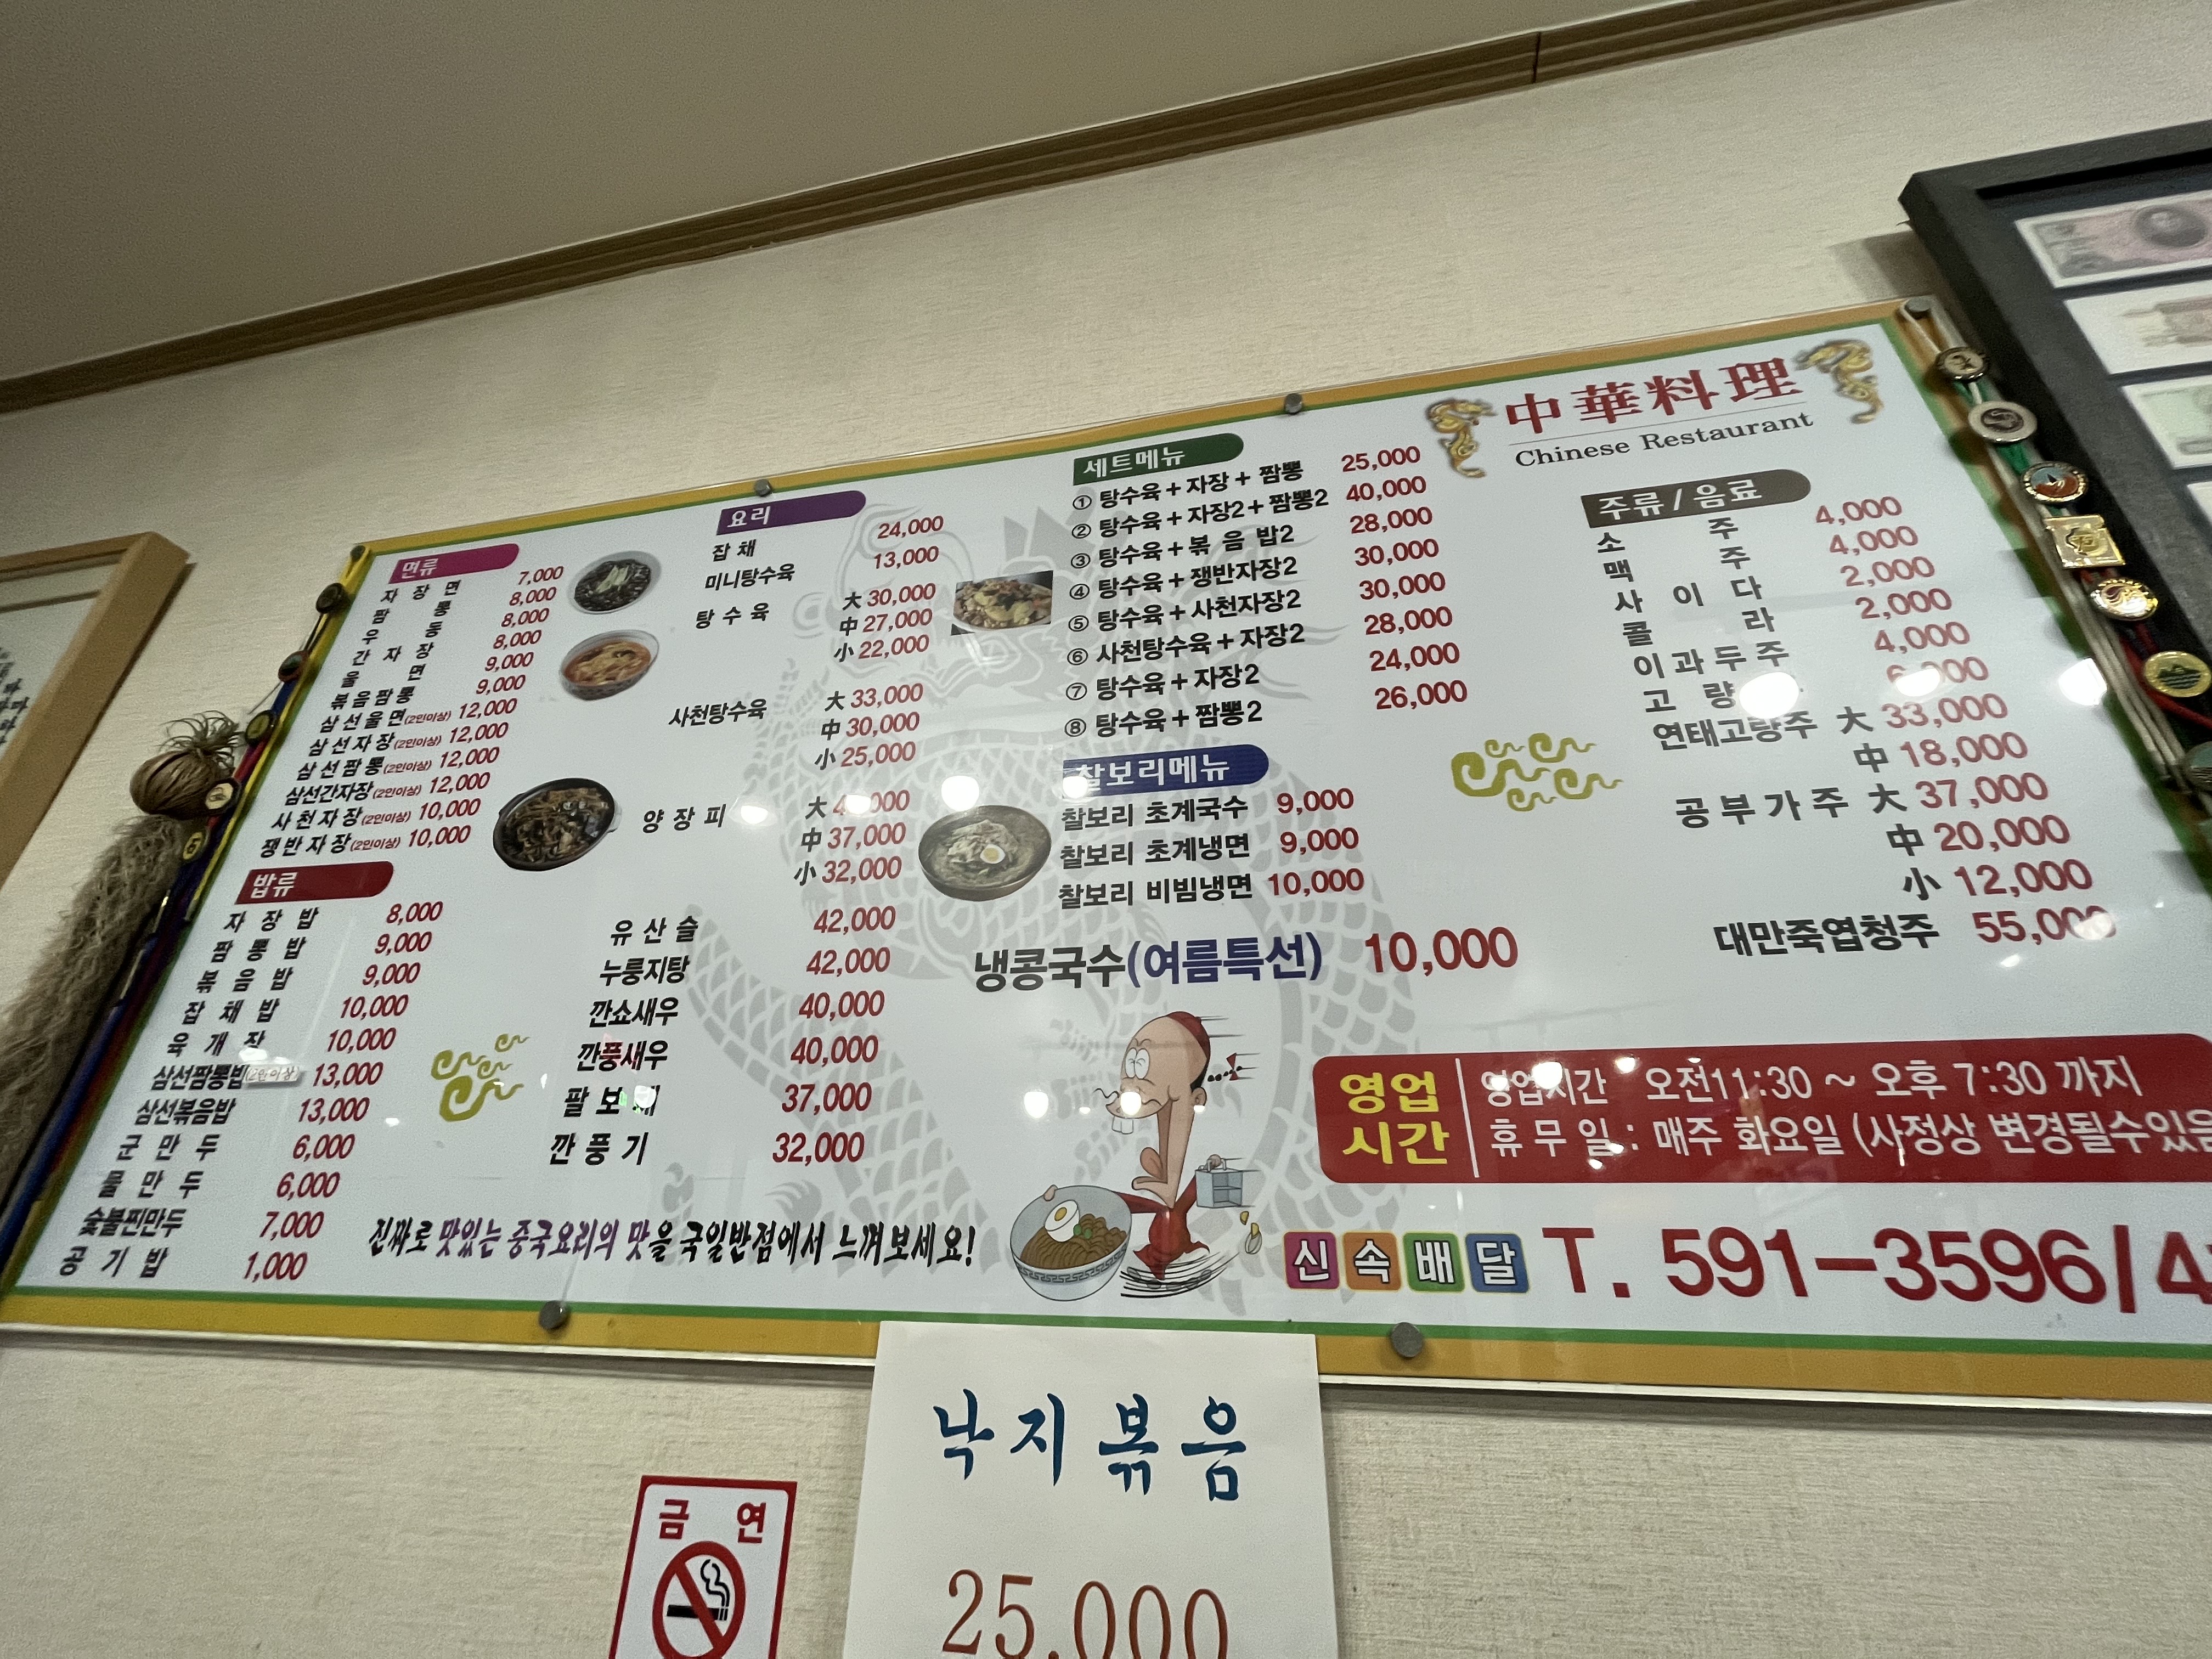 中華料理
Chinese Restaurant
면류
자장면 7,000
짬뽕 8,000
우동 8,000
간자장 8,000
울면 9,000
볶음짬뽕 9,000
삼선울면(2인이상) 12,000
삼선자장(2인이상) 12,000
삼선짬뽕(2인이상) 12,000
삼선간자장(2인이상) 12,000
사천자장(2인이상) 10,000
쟁반자장(2인이상) 10,000
밥류
자장밥 8,000
짬뽕밥 9,000
볶음밥 9,000
잡채밥 10,000
육개장 10,000
삼선짬뽕밥(2인이상) 13,000
삼선볶음밥 13,000
군만두 6,000
물만두 6,000
숯불찐만두 7,000
공기밥 1,000
요리
잡채 24,000
미니탕수육 13,000
탕수육 大 30,000
中 27,000
小 22,000
사천탕수육 大 33,000
中 30,000
小 25,000
양장피 大
中 37,000
小 32,000
유산슬 42,000
누룽지탕 42,000
깐쇼새우 40,000
깐풍새우 40,000
팔보채 37,000
깐풍기 32,000
세트메뉴
① 탕수육 + 자장 + 짬뽕 25,000
② 탕수육 + 자장2 + 짬뽕2 40,000
③ 탕수육 + 볶음밥2 28,000
④ 탕수육 + 쟁반자장2 30,000
⑤ 탕수육 + 사천자장2 30,000
⑥ 사천탕수육 + 자장2 28,000
⑦ 탕수육 + 자장2 24,000
⑧ 탕수육 + 짬뽕2 26,000
찰보리메뉴
찰보리 초계국수 9,000
찰보리 초계냉면 9,000
찰보리 비빔냉면 10,000
냉콩국수(여름특선) 10,000
주류 / 음료
소주 4,000
맥주 4,000
사이다 2,000
콜라 2,000
이과두주 4,000
고량
연태고량주 大 33,000
中 18,000
공부가주 大 37,000
中 20,000
小 12,000
대만죽엽청주 55,000
영업시간
영업시간 오전11:30 ~ 오후 7:30 까지
휴무일 : 매주 화요일 (사정상 변경될수있음
진짜로 맛있는 중국요리의 맛을 국일반점에서 느껴보세요!
신속배달 T. 591-3596/4
낙지볶음
25,000
금연